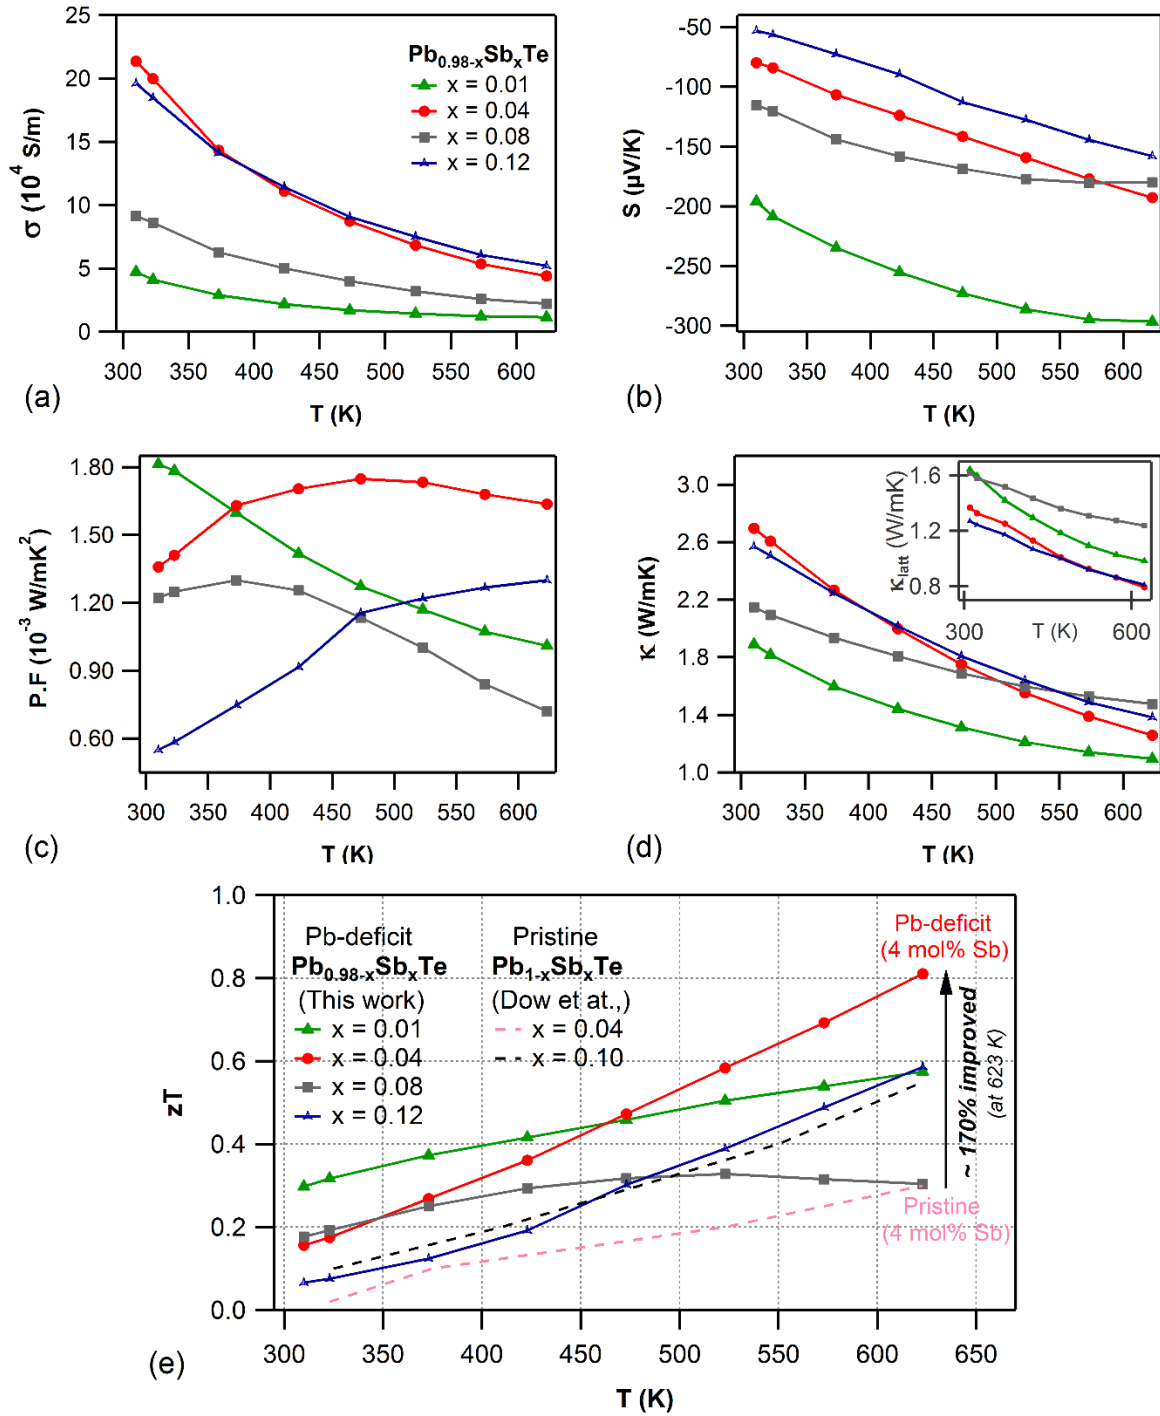 25
20
15
10
5
0
σ (10⁴ S/m)
Pb₀.₉₈₋ₓSbₓTe
x = 0.01
x = 0.04
x = 0.08
x = 0.12
300 350 400 450 500 550 600
T (K)
(a)
-50
-100
-150
-200
-250
-300
S (µV/K)
300 350 400 450 500 550 600
T (K)
(b)
1.80
1.50
1.20
0.90
0.60
P.F (10⁻³ W/mK²)
300 350 400 450 500 550 600
T (K)
(c)
3.0
2.6
2.2
1.8
1.4
1.0
κ (W/mK)
1.6
1.2
0.8
κₗₐₜₜ (W/mK)
300 T (K) 600
300 350 400 450 500 550 600
T (K)
(d)
1.0
0.8
0.6
0.4
0.2
0.0
zT
Pb-deficit
Pb₀.₉₈₋ₓSbₓTe
(This work)
x = 0.01
x = 0.04
x = 0.08
x = 0.12
Pristine
Pb₁₋ₓSbₓTe
(Dow et at.,)
x = 0.04
x = 0.10
Pb-deficit
(4 mol% Sb)
~ 170% improved
(at 623 K)
Pristine
(4 mol% Sb)
300 350 400 450 500 550 600 650
T (K)
(e)